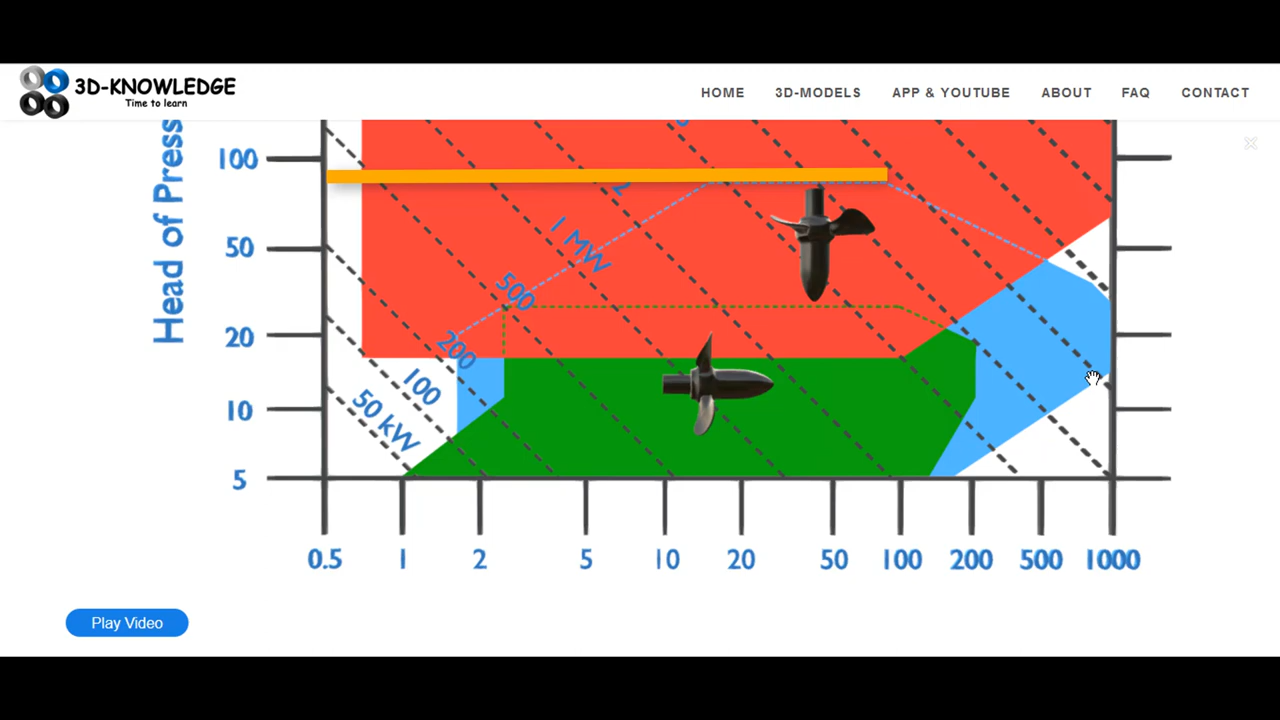 3D-KNOWLEDGE
Time to learn
HOME 3D-MODELS APP & YOUTUBE ABOUT FAQ CONTACT
Head of Press
100
50
20
10
5
1 MW
500
200
100
50 kW
0.5 1 2 5 10 20 50 100 200 500 1000
Play Video